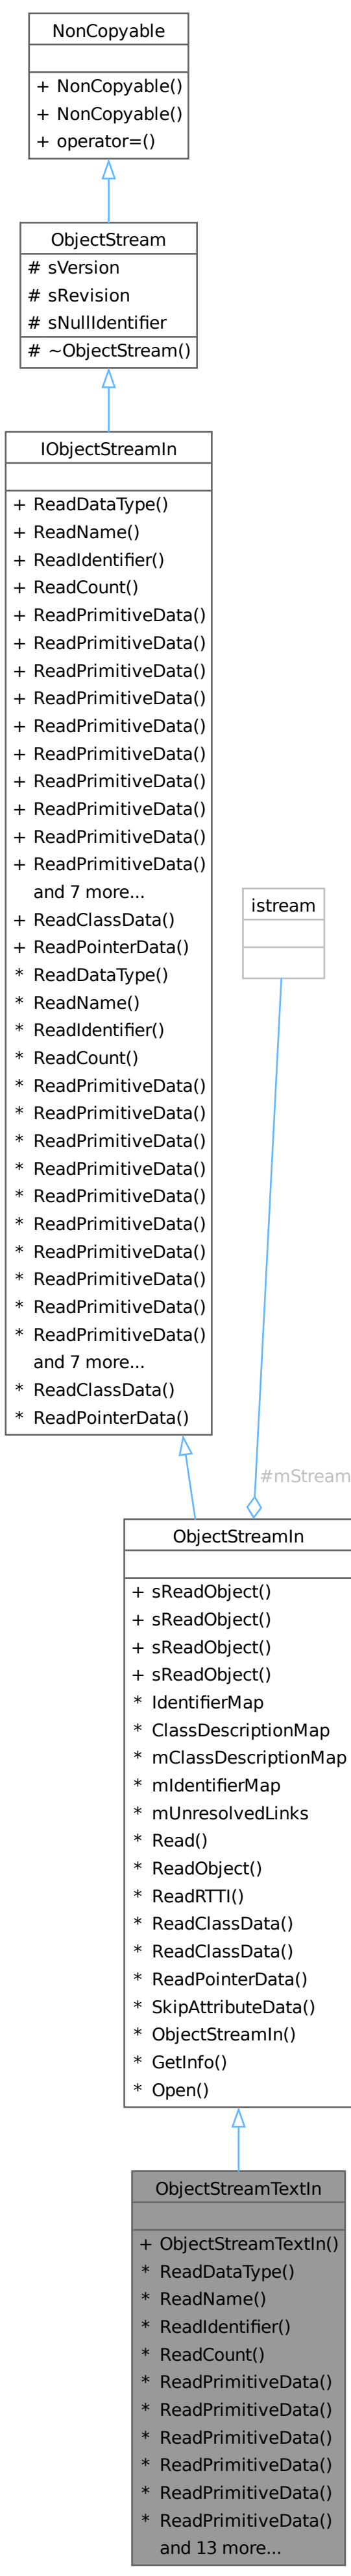 NonCopyable
+ NonCopyable()
+ NonCopyable()
+ operator=()
ObjectStream
# sVersion
# sRevision
# sNullIdentifier
# ~ObjectStream()
IObjectStreamIn
+ ReadDataType()
+ ReadName()
+ ReadIdentifier()
+ ReadCount()
+ ReadPrimitiveData()
+ ReadPrimitiveData()
+ ReadPrimitiveData()
+ ReadPrimitiveData()
+ ReadPrimitiveData()
+ ReadPrimitiveData()
+ ReadPrimitiveData()
+ ReadPrimitiveData()
+ ReadPrimitiveData()
+ ReadPrimitiveData()
and 7 more...
+ ReadClassData()
+ ReadPointerData()
* ReadDataType()
* ReadName()
* ReadIdentifier()
* ReadCount()
* ReadPrimitiveData()
* ReadPrimitiveData()
* ReadPrimitiveData()
* ReadPrimitiveData()
* ReadPrimitiveData()
* ReadPrimitiveData()
* ReadPrimitiveData()
* ReadPrimitiveData()
* ReadPrimitiveData()
* ReadPrimitiveData()
and 7 more...
* ReadClassData()
* ReadPointerData()
istream
#mStream
ObjectStreamIn
+ sReadObject()
+ sReadObject()
+ sReadObject()
+ sReadObject()
* IdentifierMap
* ClassDescriptionMap
* mClassDescriptionMap
* mIdentifierMap
* mUnresolvedLinks
* Read()
* ReadObject()
* ReadRTTI()
* ReadClassData()
* ReadClassData()
* ReadPointerData()
* SkipAttributeData()
* ObjectStreamIn()
* GetInfo()
* Open()
ObjectStreamTextIn
+ ObjectStreamTextIn()
* ReadDataType()
* ReadName()
* ReadIdentifier()
* ReadCount()
* ReadPrimitiveData()
* ReadPrimitiveData()
* ReadPrimitiveData()
* ReadPrimitiveData()
* ReadPrimitiveData()
* ReadPrimitiveData()
and 13 more...